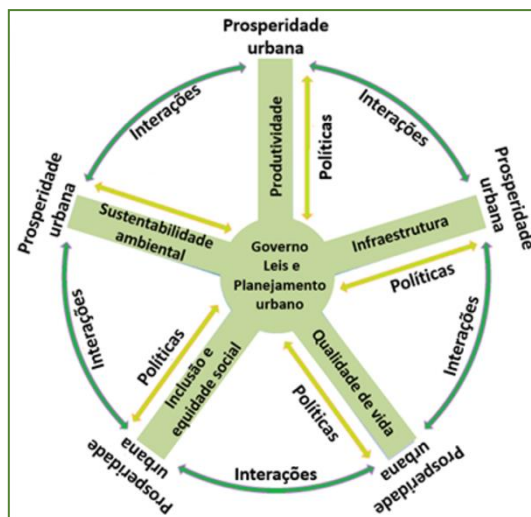 Prosperidade
urbana
Interações
Produtividade
Políticas
Interações
Prosperidade
urbana
Prosperidade
urbana
Sustentabilidade
ambiental
Governo
Leis e
Planejamento
urbano
Infraestrutura
Políticas
Interações
Políticas
Inclusão e
equidade social
Qualidade de vida
Políticas
Interações
Prosperidade
urbana
Interações
Prosperidade
urbana